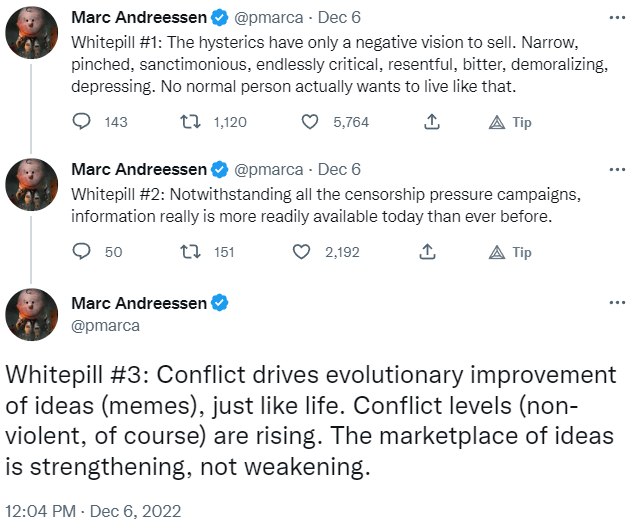 Marc Andreessen @pmarca · Dec 6
Whitepill #1: The hysterics have only a negative vision to sell. Narrow,
pinched, sanctimonious, endlessly critical, resentful, bitter, demoralizing,
depressing. No normal person actually wants to live like that.
143 1,120 5,764 Tip
Marc Andreessen @pmarca · Dec 6
Whitepill #2: Notwithstanding all the censorship pressure campaigns,
information really is more readily available today than ever before.
50 151 2,192 Tip
Marc Andreessen
@pmarca
Whitepill #3: Conflict drives evolutionary improvement
of ideas (memes), just like life. Conflict levels (non-
violent, of course) are rising. The marketplace of ideas
is strengthening, not weakening.
12:04 PM · Dec 6, 2022